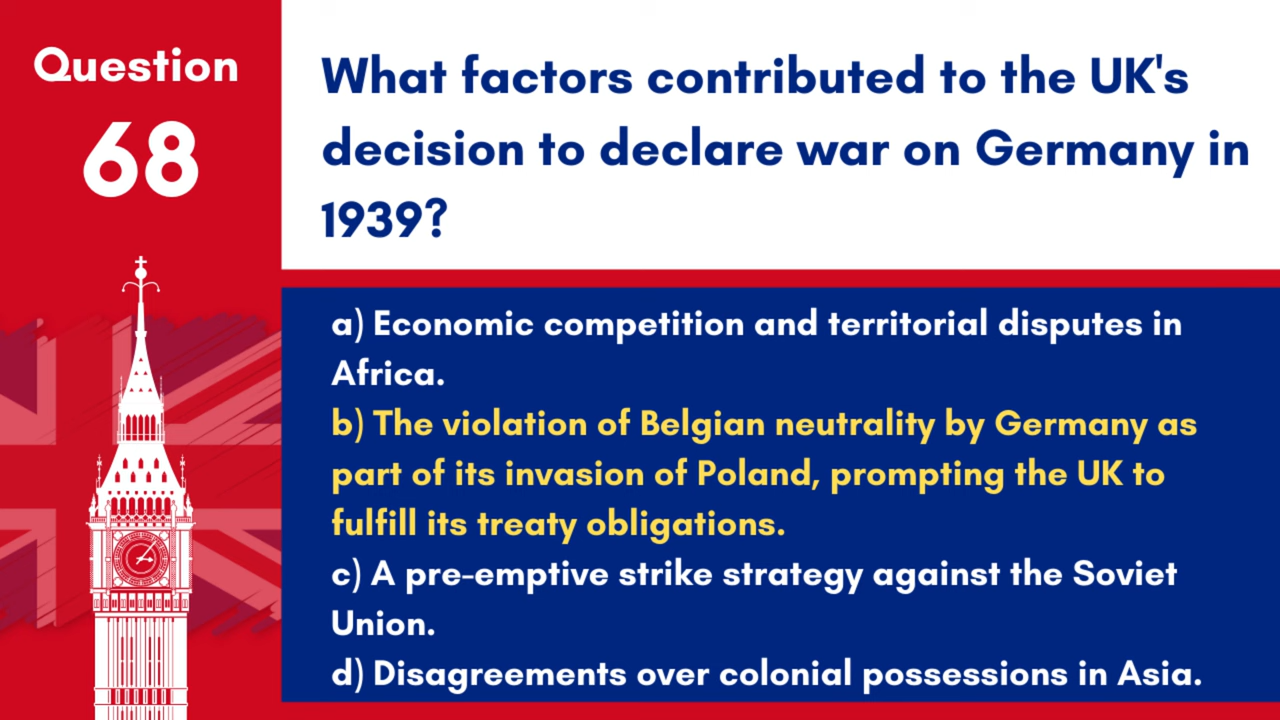 Question
68
What factors contributed to the UK's
decision to declare war on Germany in
1939?
a) Economic competition and territorial disputes in
Africa.
b) The violation of Belgian neutrality by Germany as
part of its invasion of Poland, prompting the UK to
fulfill its treaty obligations.
c) A pre-emptive strike strategy against the Soviet
Union.
d) Disagreements over colonial possessions in Asia.